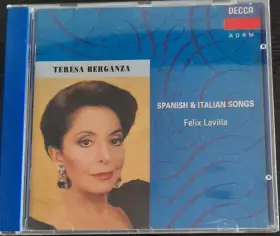 DECCA
ADRM
TERESA BERGANZA
SPANISH & ITALIAN SONGS
Felix Lavilla